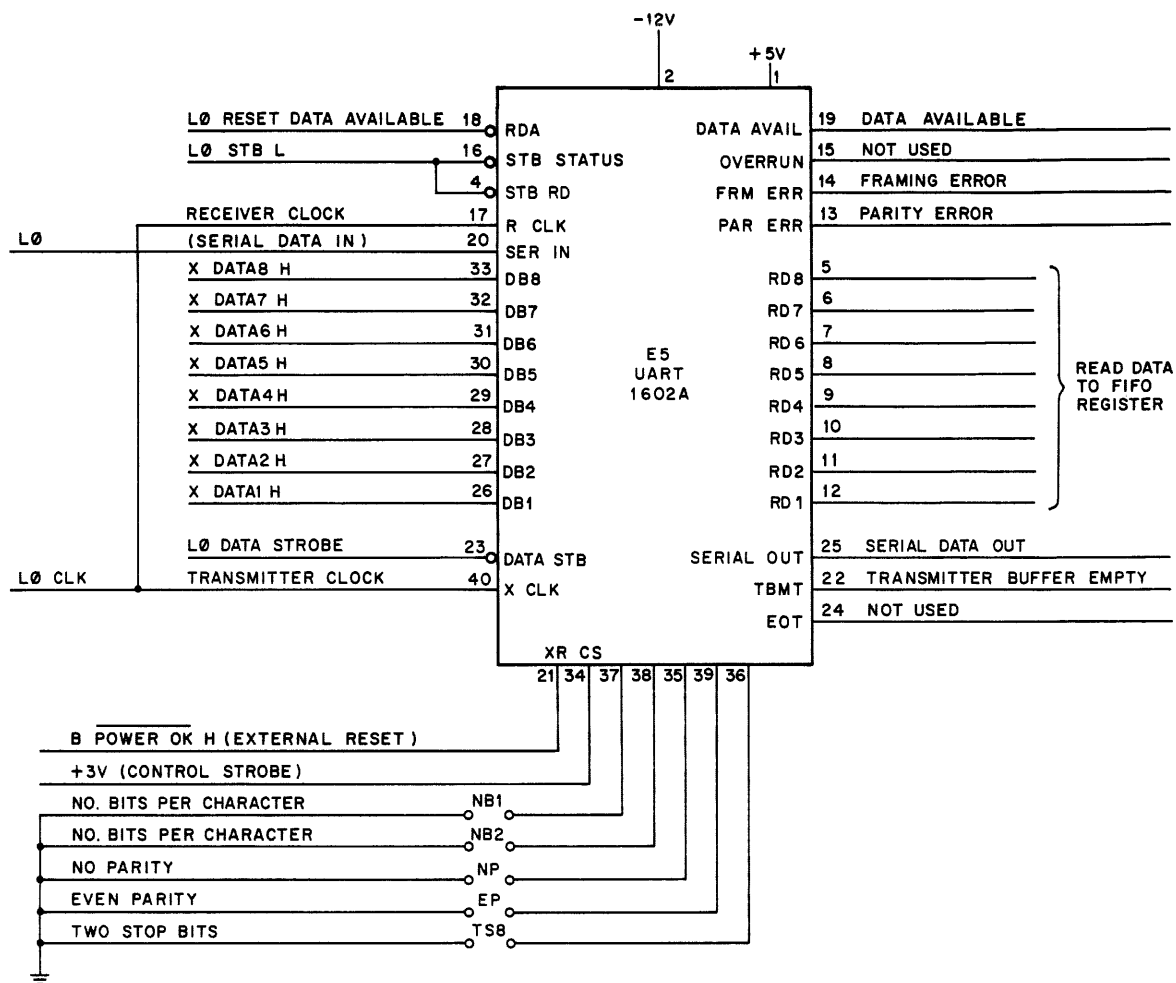 -12V
+5V
2
1
LØ RESET DATA AVAILABLE 18 RDA
DATA AVAIL 19 DATA AVAILABLE
LØ STB L 16 STB STATUS
OVERRUN 15 NOT USED
4 STB RD
FRM ERR 14 FRAMING ERROR
RECEIVER CLOCK 17 R CLK
PAR ERR 13 PARITY ERROR
LØ (SERIAL DATA IN) 20 SER IN
X DATA8 H 33 DB8
RD8 5
X DATA7 H 32 DB7
RD7 6
X DATA6 H 31 DB6
RD6 7
X DATA5 H 30 DB5
RD5 8
X DATA4 H 29 DB4
RD4 9
X DATA3 H 28 DB3
RD3 10
X DATA2 H 27 DB2
RD2 11
X DATA1 H 26 DB1
RD1 12
E5
UART
1602A
READ DATA
TO FIFO
REGISTER
LØ DATA STROBE 23 DATA STB
SERIAL OUT 25 SERIAL DATA OUT
LØ CLK TRANSMITTER CLOCK 40 X CLK
TBMT 22 TRANSMITTER BUFFER EMPTY
EOT 24 NOT USED
XR CS
21 34 37 38 35 39 36
B POWER OK H (EXTERNAL RESET)
+3V (CONTROL STROBE)
NO. BITS PER CHARACTER NB1
NO. BITS PER CHARACTER NB2
NO PARITY NP
EVEN PARITY EP
TWO STOP BITS TS8